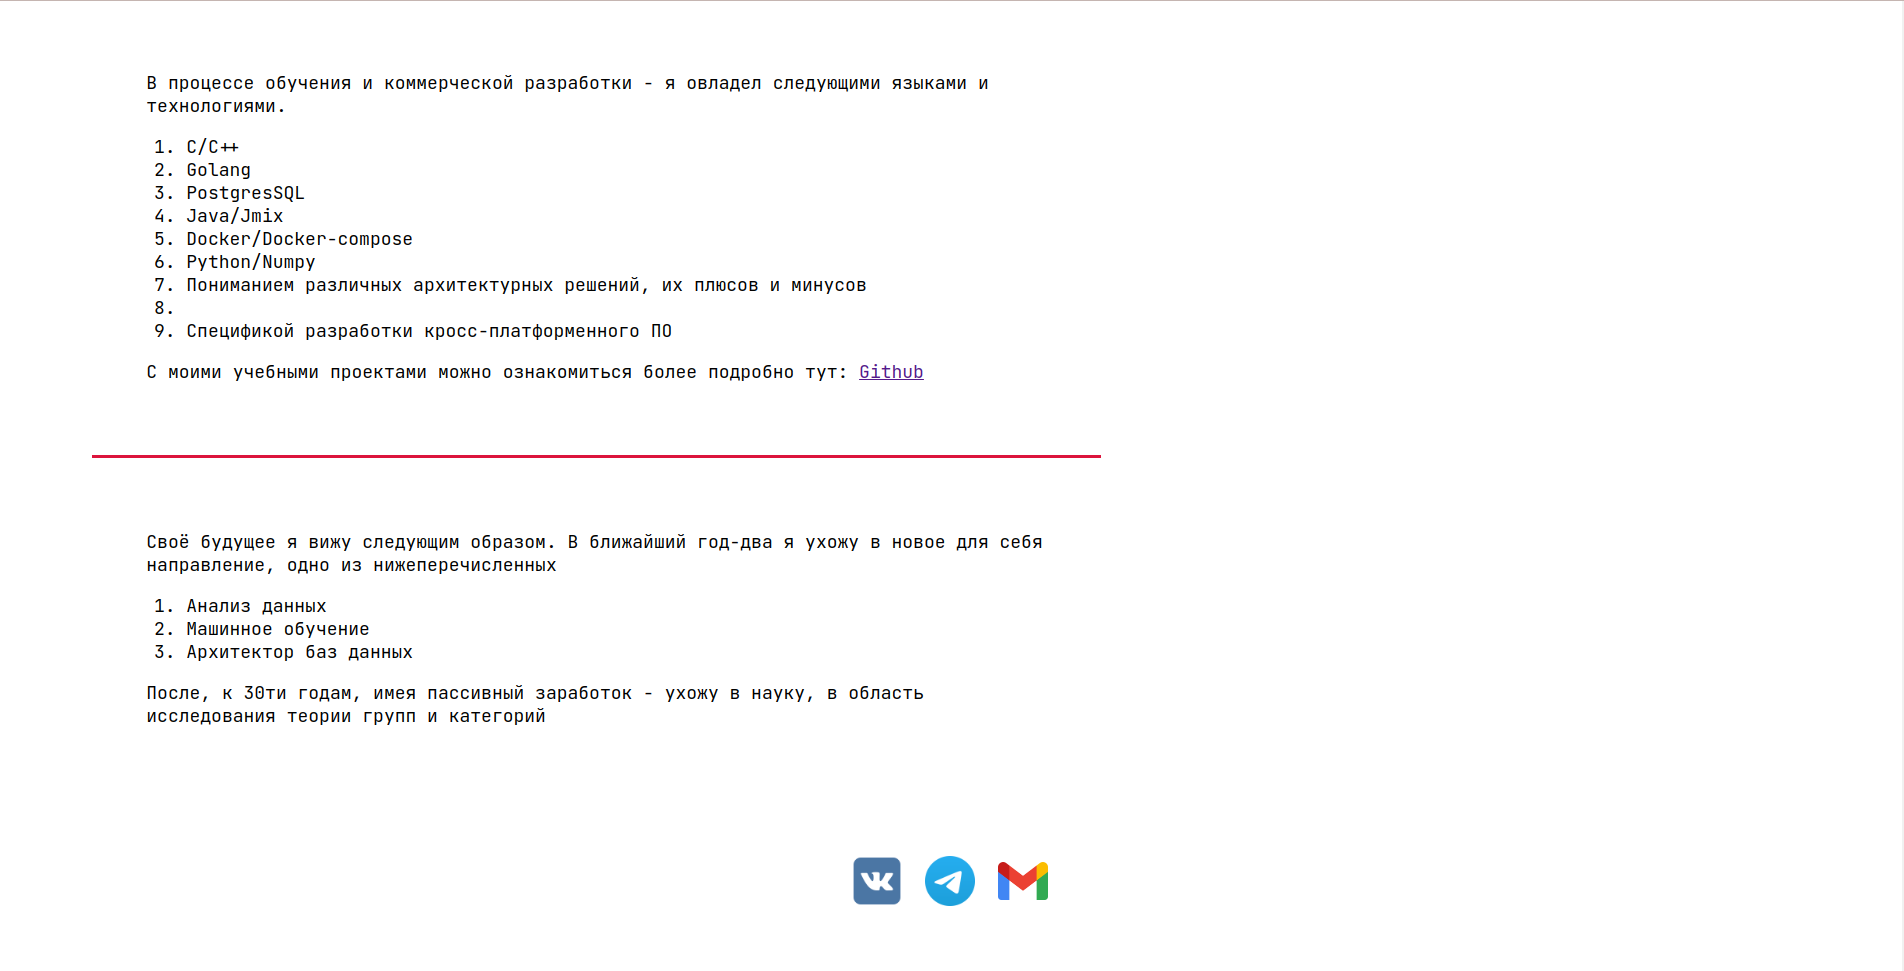 В процессе обучения и коммерческой разработки - я овладел следующими языками и
технологиями.
1. C/C++
2. Golang
3. PostgresSQL
4. Java/Jmix
5. Docker/Docker-compose
6. Python/Numpy
7. Пониманием различных архитектурных решений, их плюсов и минусов
8.
9. Спецификой разработки кросс-платформенного ПО
С моими учебными проектами можно ознакомиться более подробно тут: Github
Своё будущее я вижу следующим образом. В ближайший год-два я ухожу в новое для себя
направление, одно из нижеперечисленных
1. Анализ данных
2. Машинное обучение
3. Архитектор баз данных
После, к 30ти годам, имея пассивный заработок - ухожу в науку, в область
исследования теории групп и категорий